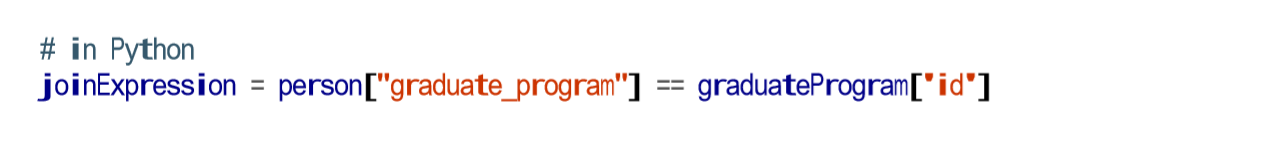 # in Python
joinExpression = person["graduate_program"] == graduateProgram['id']